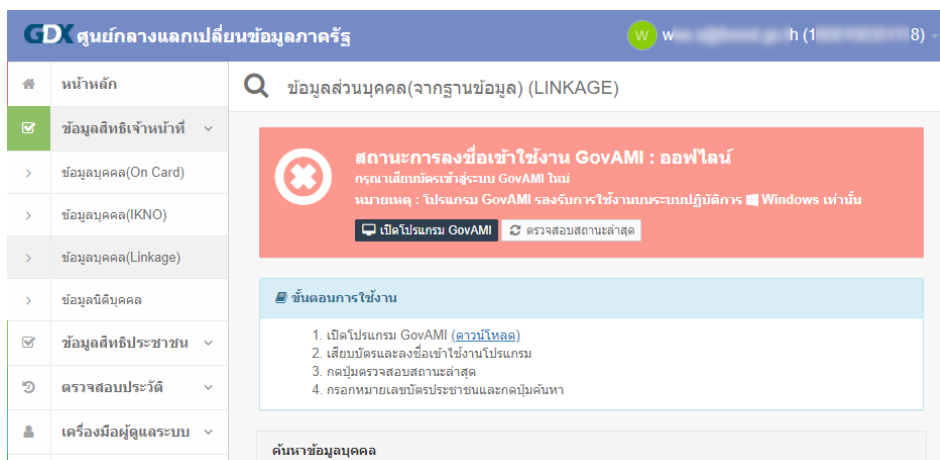 GDX ศูนย์กลางแลกเปลี่ยนข้อมูลภาครัฐ
W w h (1 8)
หน้าหลัก
ข้อมูลสิทธิเจ้าหน้าที่
ข้อมูลบุคคล(On Card)
ข้อมูลบุคคล(IKNO)
ข้อมูลบุคคล(Linkage)
ข้อมูลนิติบุคคล
ข้อมูลสิทธิประชาชน
ตรวจสอบประวัติ
เครื่องมือผู้ดูแลระบบ
ข้อมูลส่วนบุคคล(จากฐานข้อมูล) (LINKAGE)
สถานะการลงชื่อเข้าใช้งาน GovAMI : ออฟไลน์
กรุณาเสียบบัตรเข้าสู่ระบบ GovAMI ใหม่
หมายเหตุ : โปรแกรม GovAMI รองรับการใช้งานบนระบบปฏิบัติการ Windows เท่านั้น
เปิดโปรแกรม GovAMI ตรวจสอบสถานะล่าสุด
ขั้นตอนการใช้งาน
1. เปิดโปรแกรม GovAMI (ดาวน์โหลด)
2. เสียบบัตรและลงชื่อเข้าใช้งานโปรแกรม
3. กดปุ่มตรวจสอบสถานะล่าสุด
4. กรอกหมายเลขบัตรประชาชนและกดปุ่มค้นหา
ค้นหาข้อมูลบุคคล